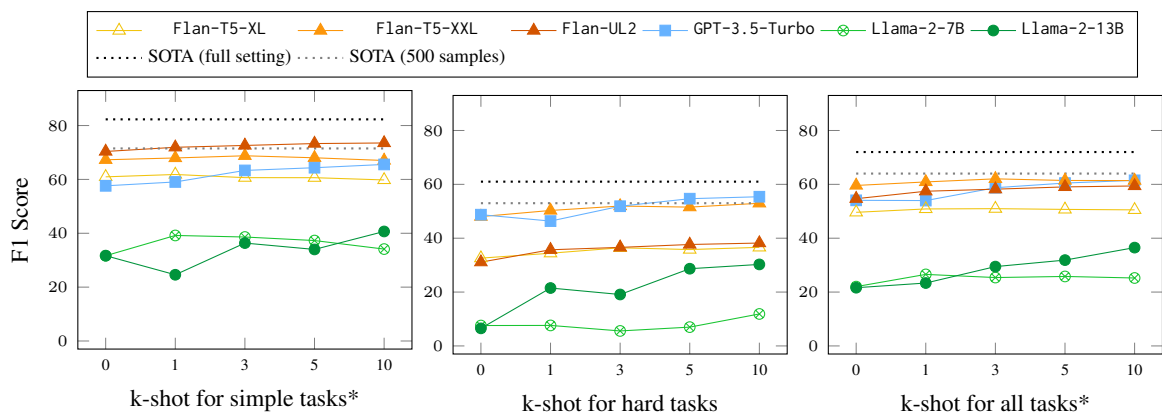 Flan-T5-XL Flan-T5-XXL Flan-UL2 GPT-3.5-Turbo Llama-2-7B Llama-2-13B
SOTA (full setting) SOTA (500 samples)
F1 Score
80
60
40
20
0
0 1 3 5 10
k-shot for simple tasks*
80
60
40
20
0
0 1 3 5 10
k-shot for hard tasks
80
60
40
20
0
0 1 3 5 10
k-shot for all tasks*